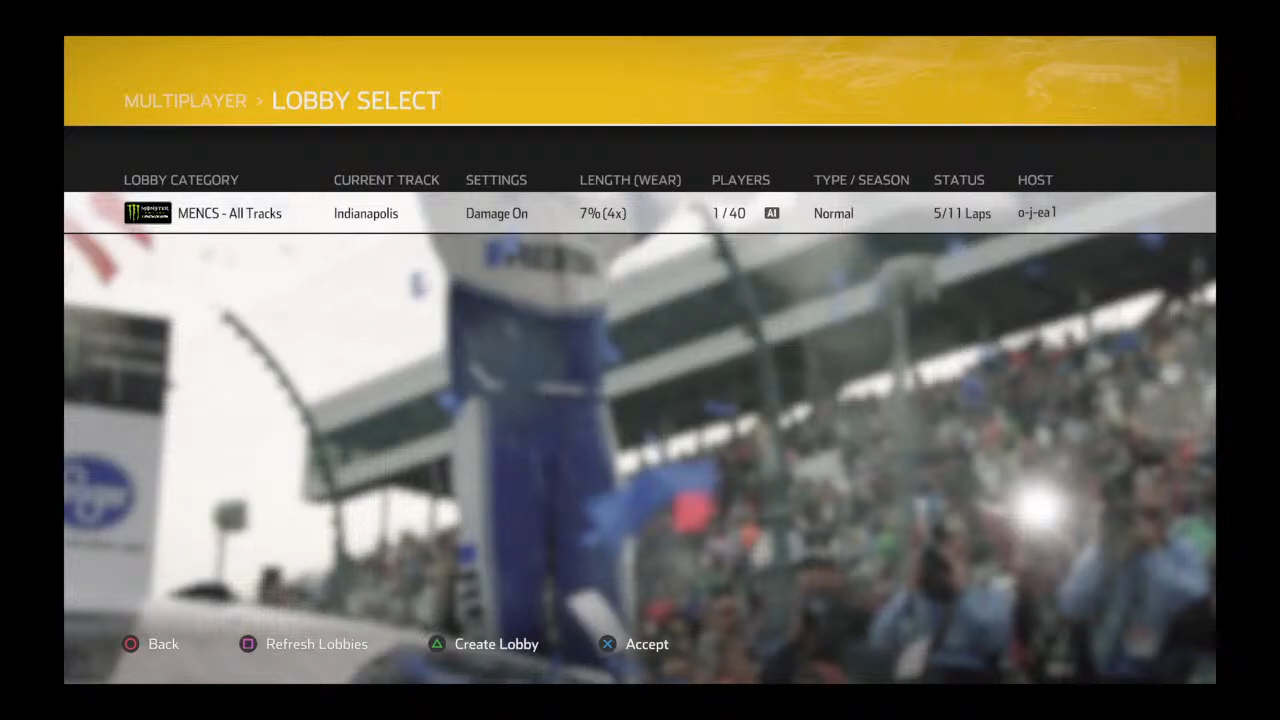 MULTIPLAYER > LOBBY SELECT
LOBBY CATEGORY CURRENT TRACK SETTINGS LENGTH (WEAR) PLAYERS TYPE / SEASON STATUS HOST
MONSTER MENCS - All Tracks Indianapolis Damage On 7% (4x) 1 / 40 AI Normal 5/11 Laps o-j-ea1
Back Refresh Lobbies Create Lobby Accept